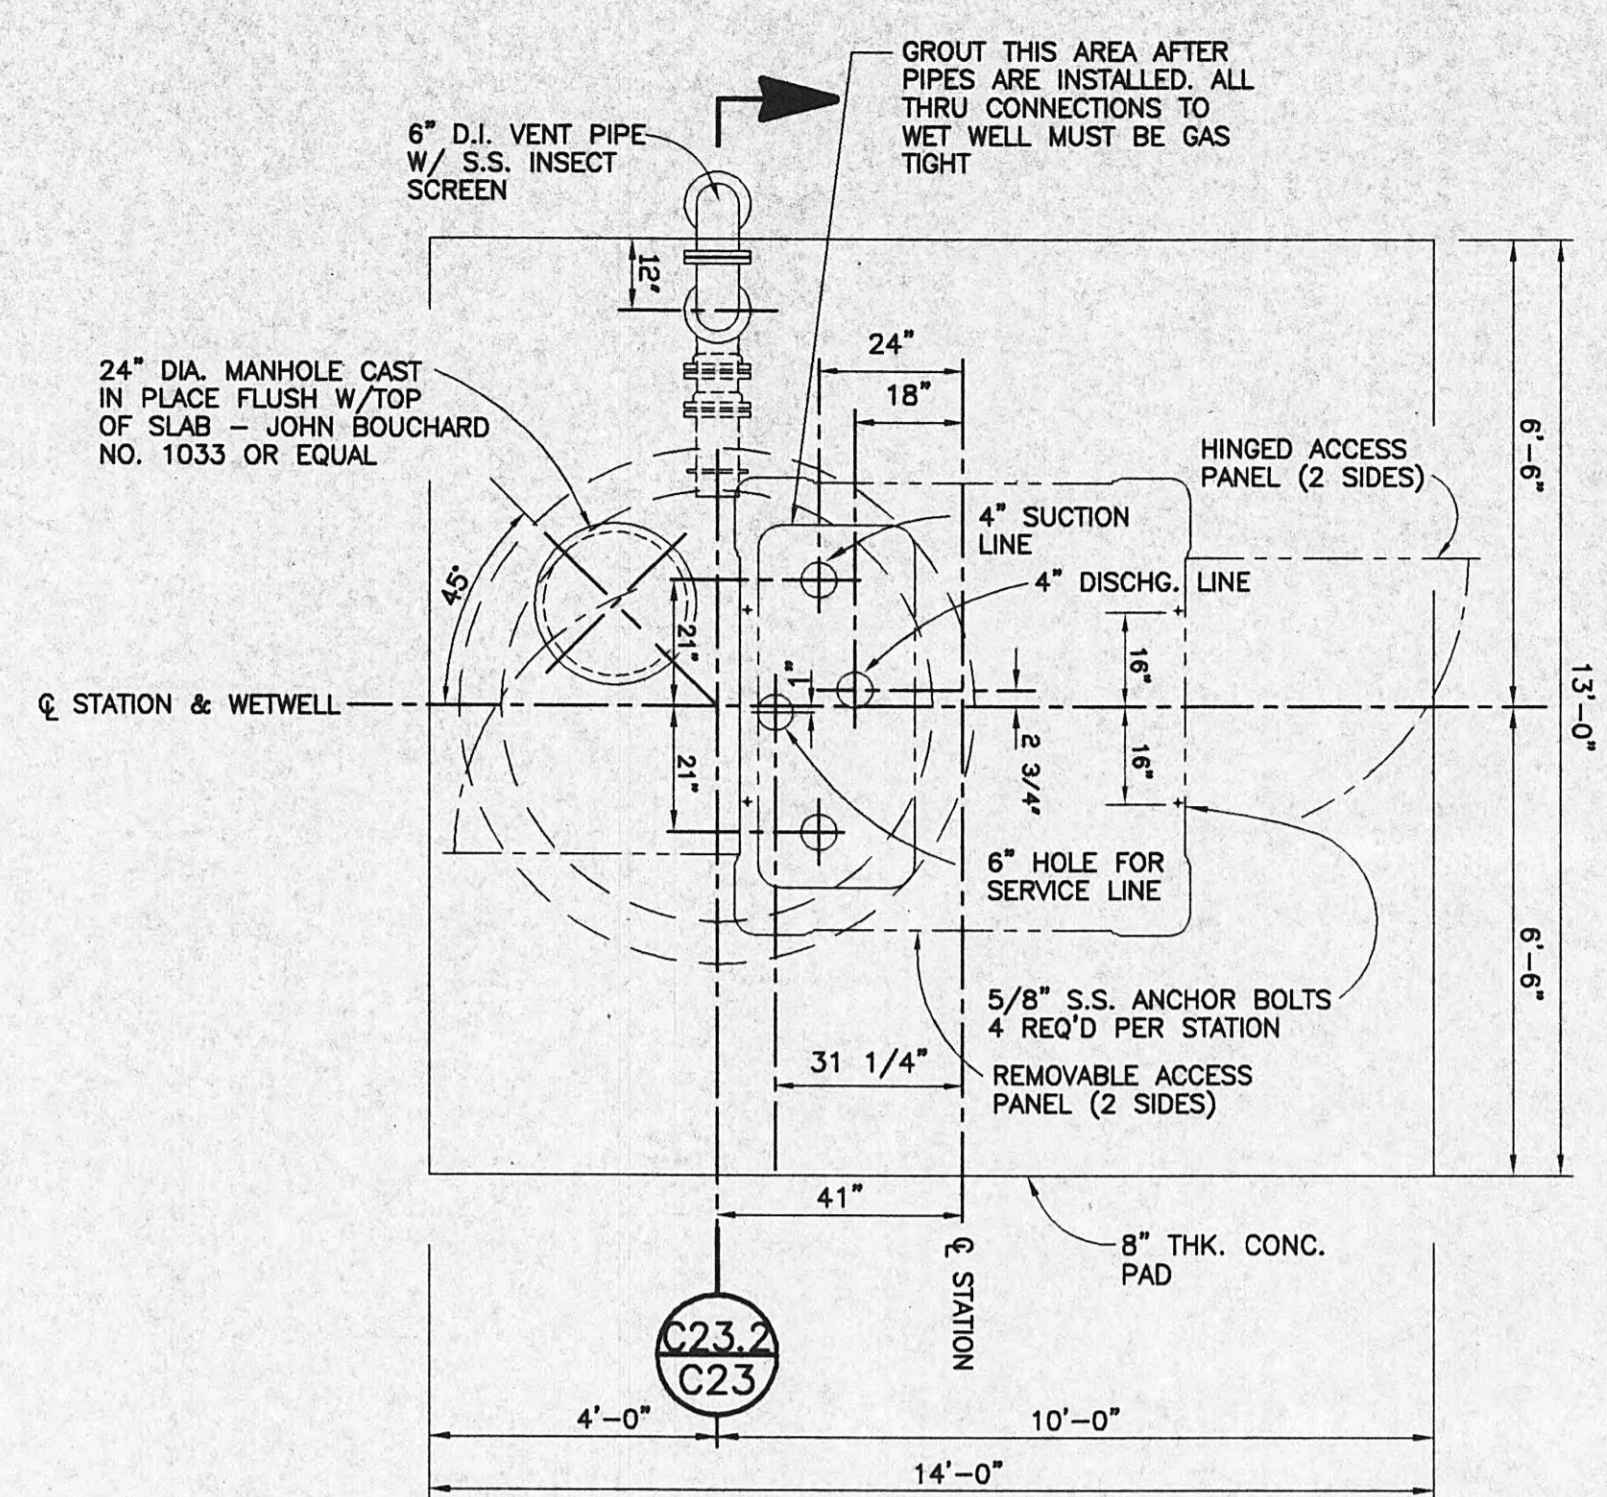 GROUT THIS AREA AFTER
PIPES ARE INSTALLED. ALL
THRU CONNECTIONS TO
WET WELL MUST BE GAS
TIGHT
6" D.I. VENT PIPE
W/ S.S. INSECT
SCREEN
12"
24" DIA. MANHOLE CAST
IN PLACE FLUSH W/TOP
OF SLAB – JOHN BOUCHARD
NO. 1033 OR EQUAL
24"
18"
HINGED ACCESS
PANEL (2 SIDES)
6'-6"
4" SUCTION
LINE
4" DISCHG. LINE
45°
21"
1"
16"
13'-0"
℄ STATION & WETWELL
21"
2 3/4"
16"
6" HOLE FOR
SERVICE LINE
6'-6"
5/8" S.S. ANCHOR BOLTS
4 REQ'D PER STATION
31 1/4"
REMOVABLE ACCESS
PANEL (2 SIDES)
41"
℄ STATION
8" THK. CONC.
PAD
C23.2
C23
4'-0"
10'-0"
14'-0"